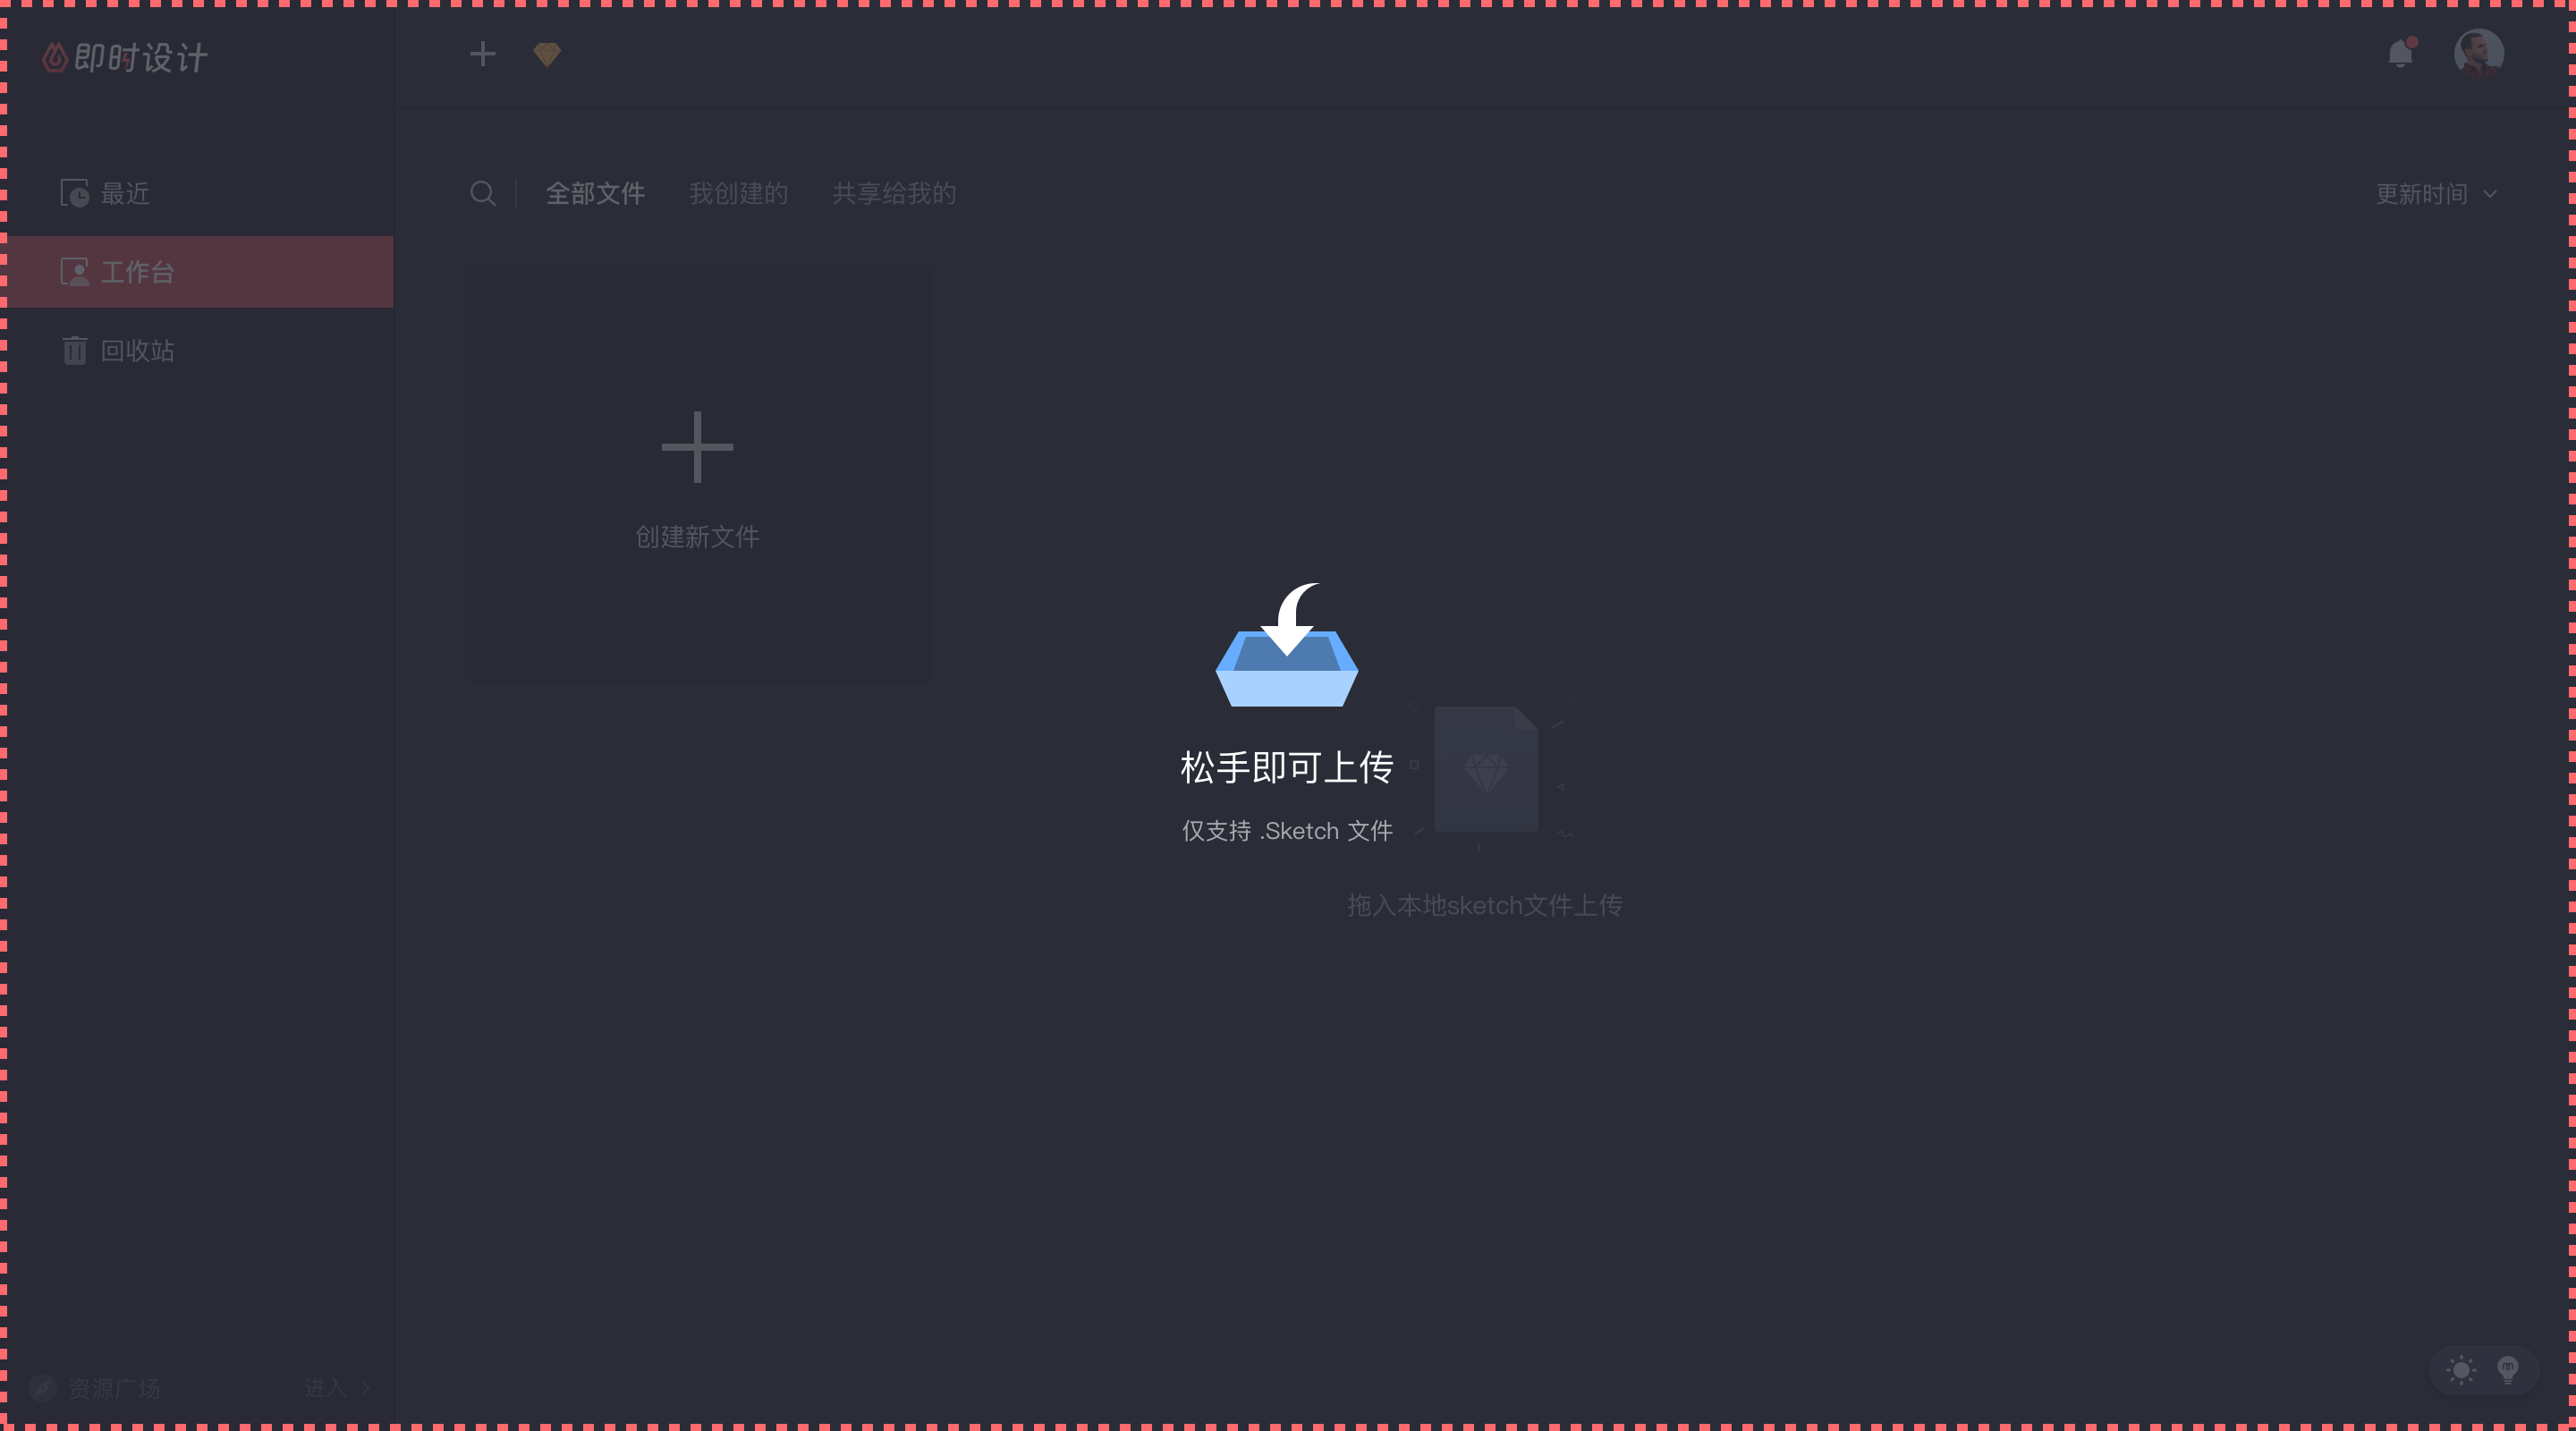 即时设计
最近
工作台
回收站
全部文件 我创建的 共享给我的 更新时间
创建新文件
松手即可上传
仅支持 .Sketch 文件
拖入本地sketch文件上传
资源广场 进入